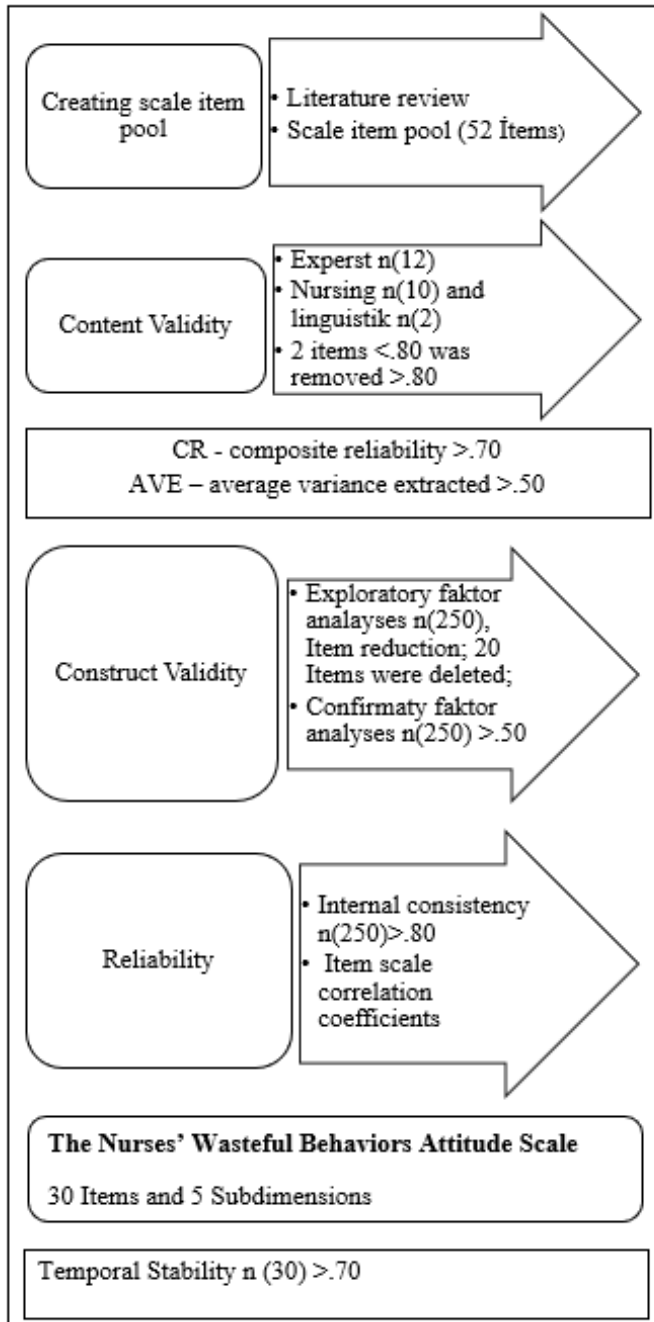 Creating scale item
pool
• Literature review
• Scale item pool (52 İtems)
Content Validity
• Experst n(12)
• Nursing n(10) and
linguistik n(2)
• 2 items <.80 was
removed >.80
CR - composite reliability >.70
AVE – average variance extracted >.50
Construct Validity
• Exploratory faktor
analayses n(250),
Item reduction; 20
Items were deleted;
• Confirmaty faktor
analyses n(250) >.50
Reliability
• Internal consistency
n(250)>.80
• Item scale
correlation
coefficients
The Nurses’ Wasteful Behaviors Attitude Scale
30 Items and 5 Subdimensions
Temporal Stability n (30) >.70